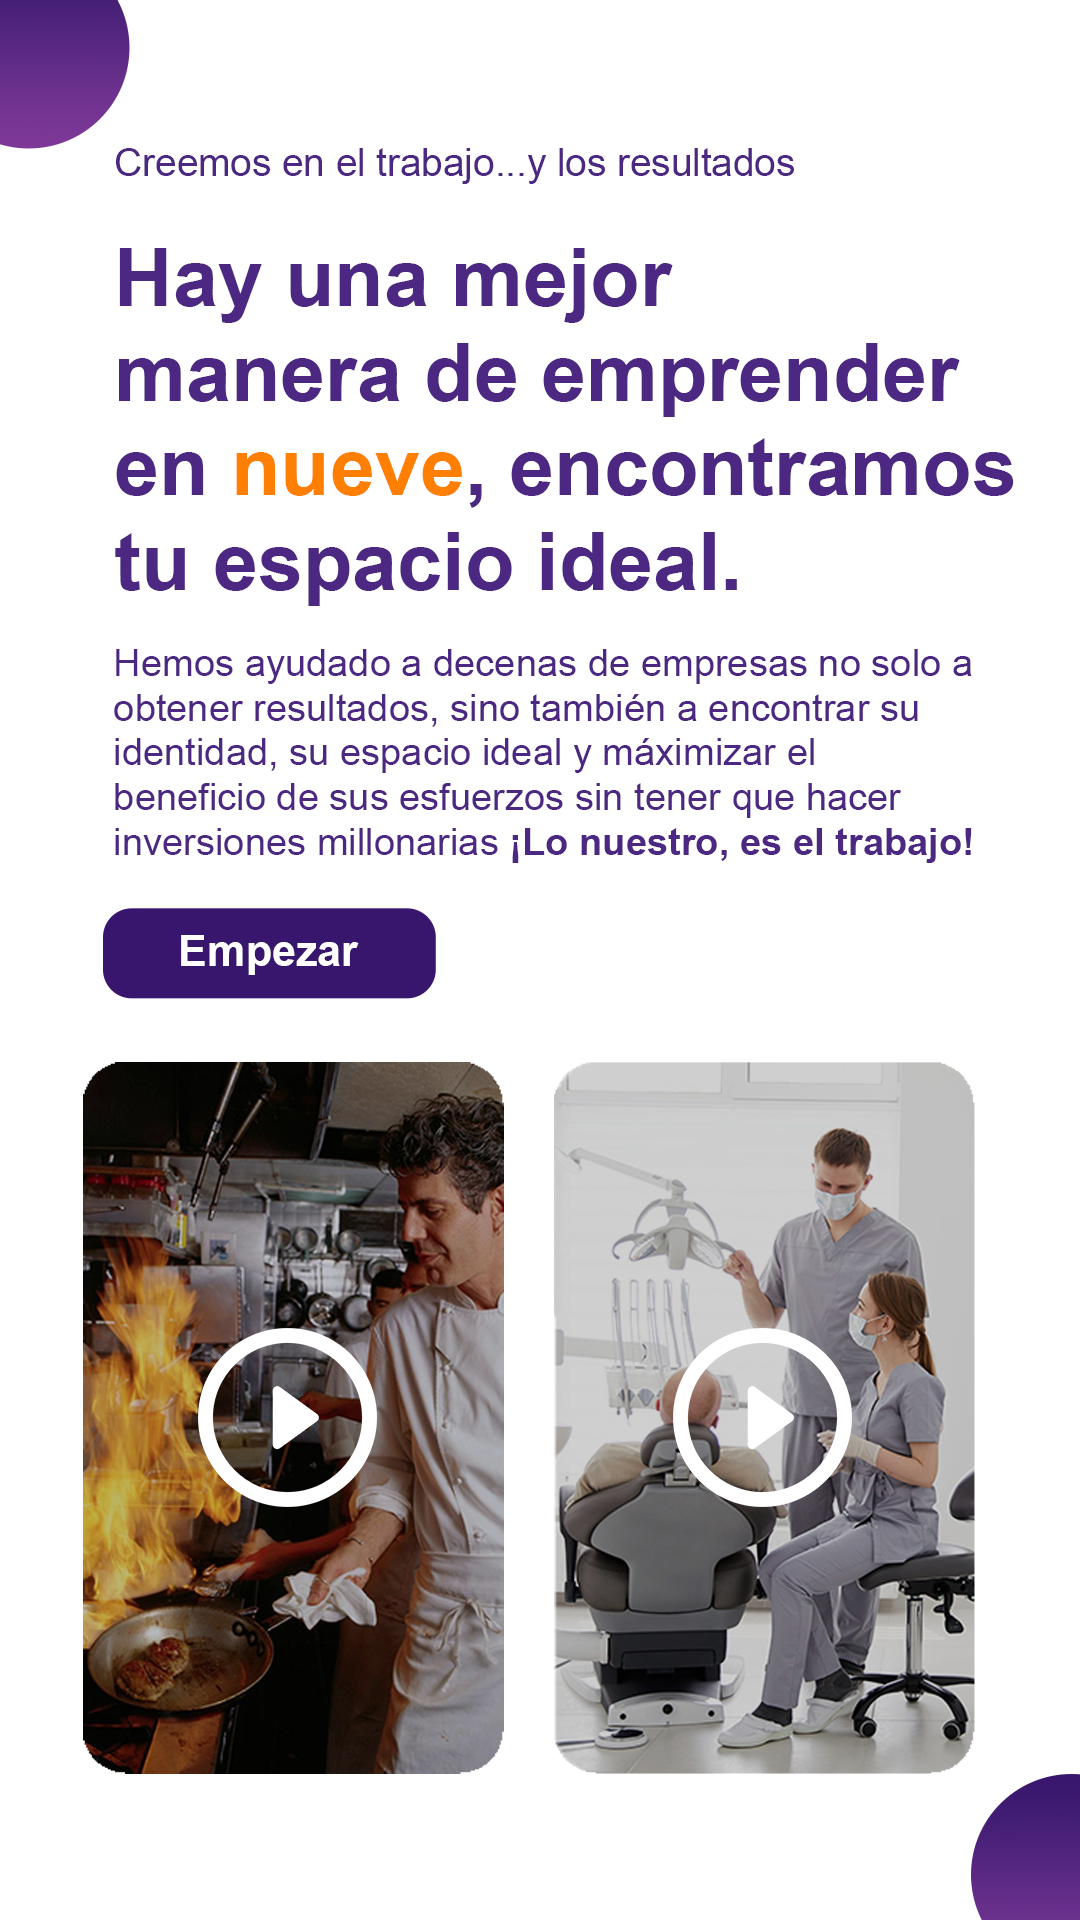 Creemos en el trabajo...y los resultados
Hay una mejor
manera de emprender
en nueve, encontramos
tu espacio ideal.
Hemos ayudado a decenas de empresas no solo a
obtener resultados, sino también a encontrar su
identidad, su espacio ideal y máximizar el
beneficio de sus esfuerzos sin tener que hacer
inversiones millonarias ¡Lo nuestro, es el trabajo!
Empezar